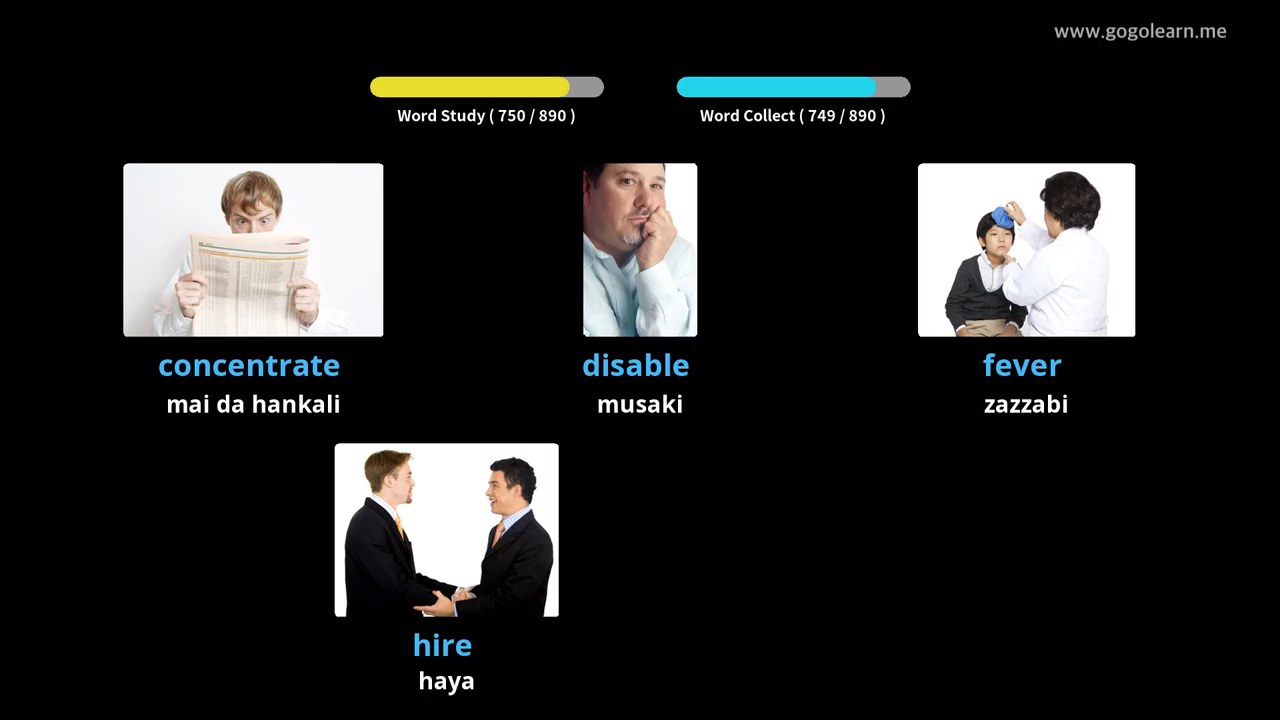 www.gogolearn.me
Word Study ( 750 / 890 )
Word Collect ( 749 / 890 )
concentrate
mai da hankali
disable
musaki
fever
zazzabi
hire
haya